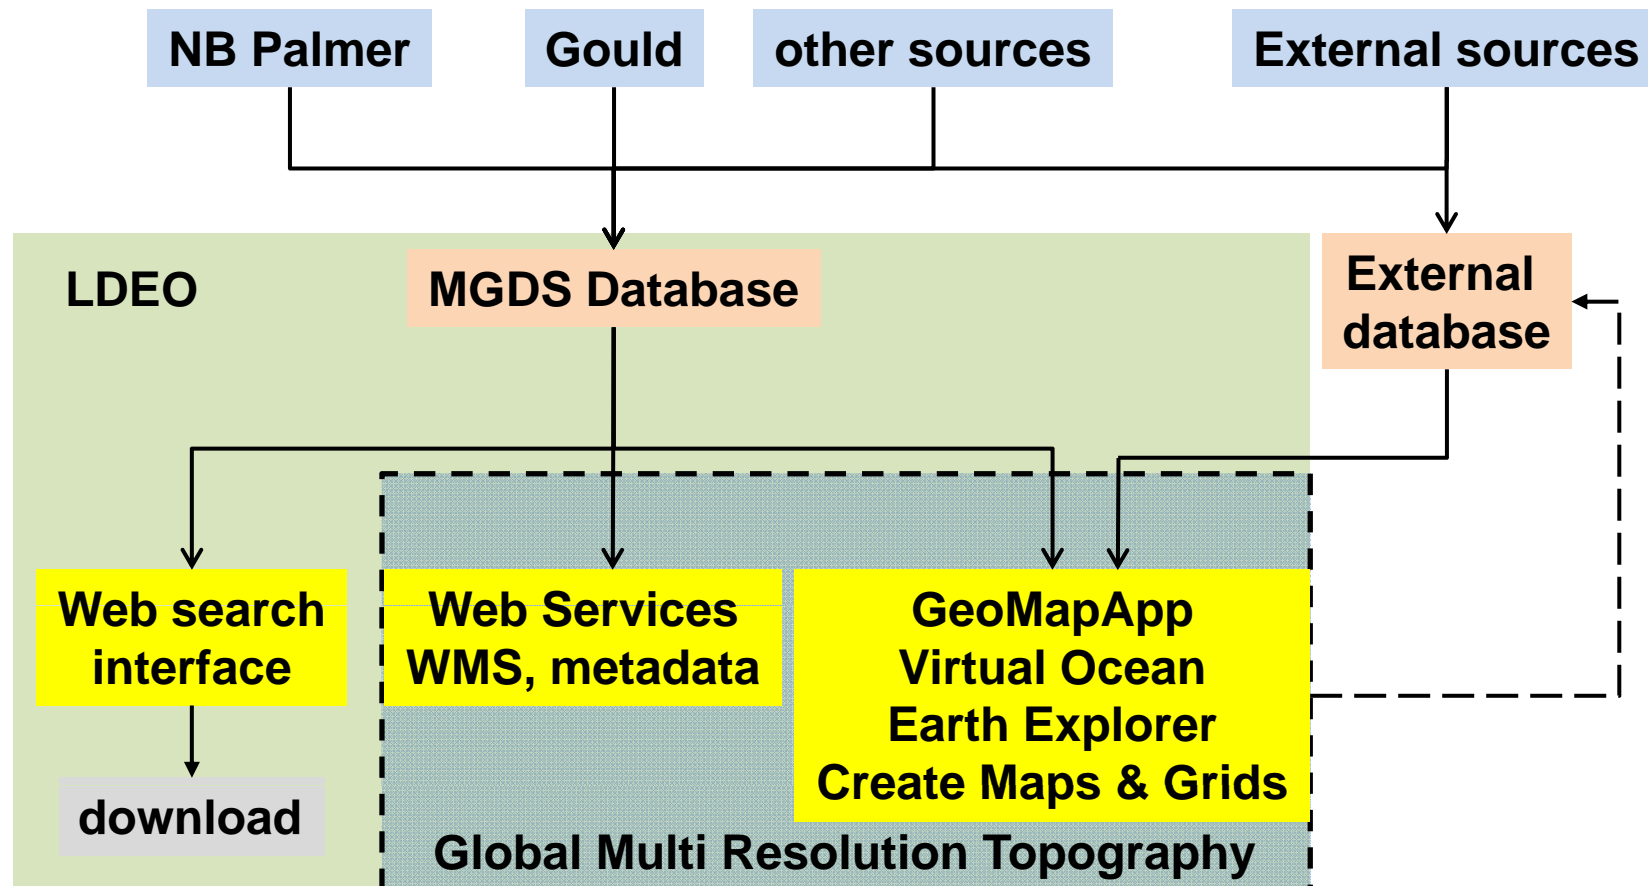 NB Palmer
Gould
other sources
External sources
LDEO
MGDS Database
External
database
Web search
interface
Web Services
WMS, metadata
GeoMapApp
Virtual Ocean
Earth Explorer
Create Maps & Grids
download
Global Multi Resolution Topography